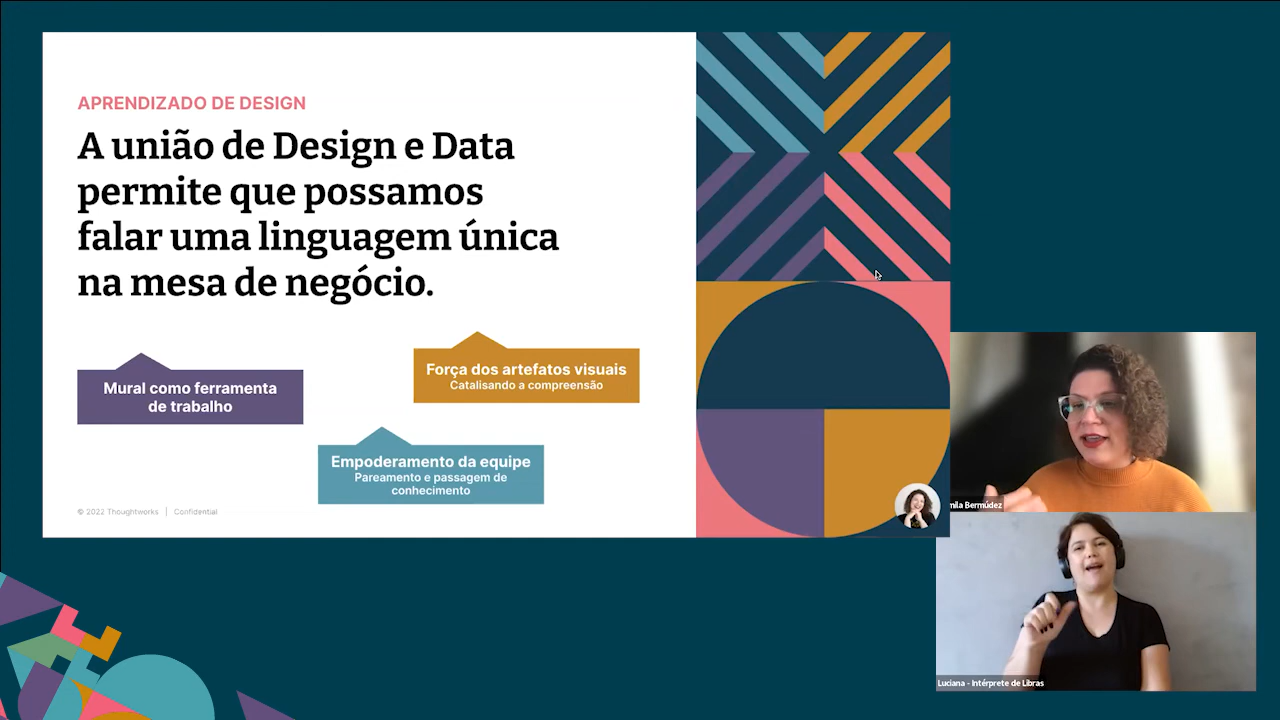 APRENDIZADO DE DESIGN
A união de Design e Data
permite que possamos
falar uma linguagem única
na mesa de negócio.
Mural como ferramenta
de trabalho
Força dos artefatos visuais
Catalisando a compreensão
Empoderamento da equipe
Pareamento e passagem de
conhecimento
© 2022 Thoughtworks | Confidential
mila Bermúdez
Luciana - Intérprete de Libras